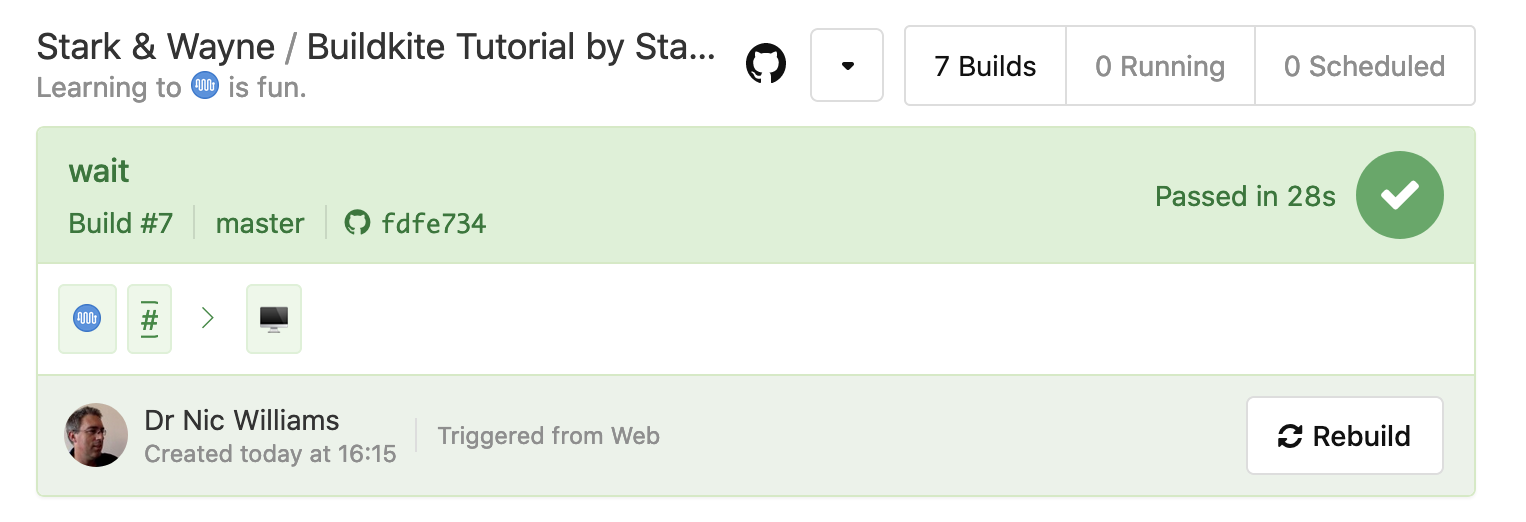 Stark & Wayne / Buildkite Tutorial by Sta...
Learning to is fun.
7 Builds
0 Running
0 Scheduled
wait
Build #7
master
fdfe734
Passed in 28s
#
>
Dr Nic Williams
Created today at 16:15
Triggered from Web
Rebuild